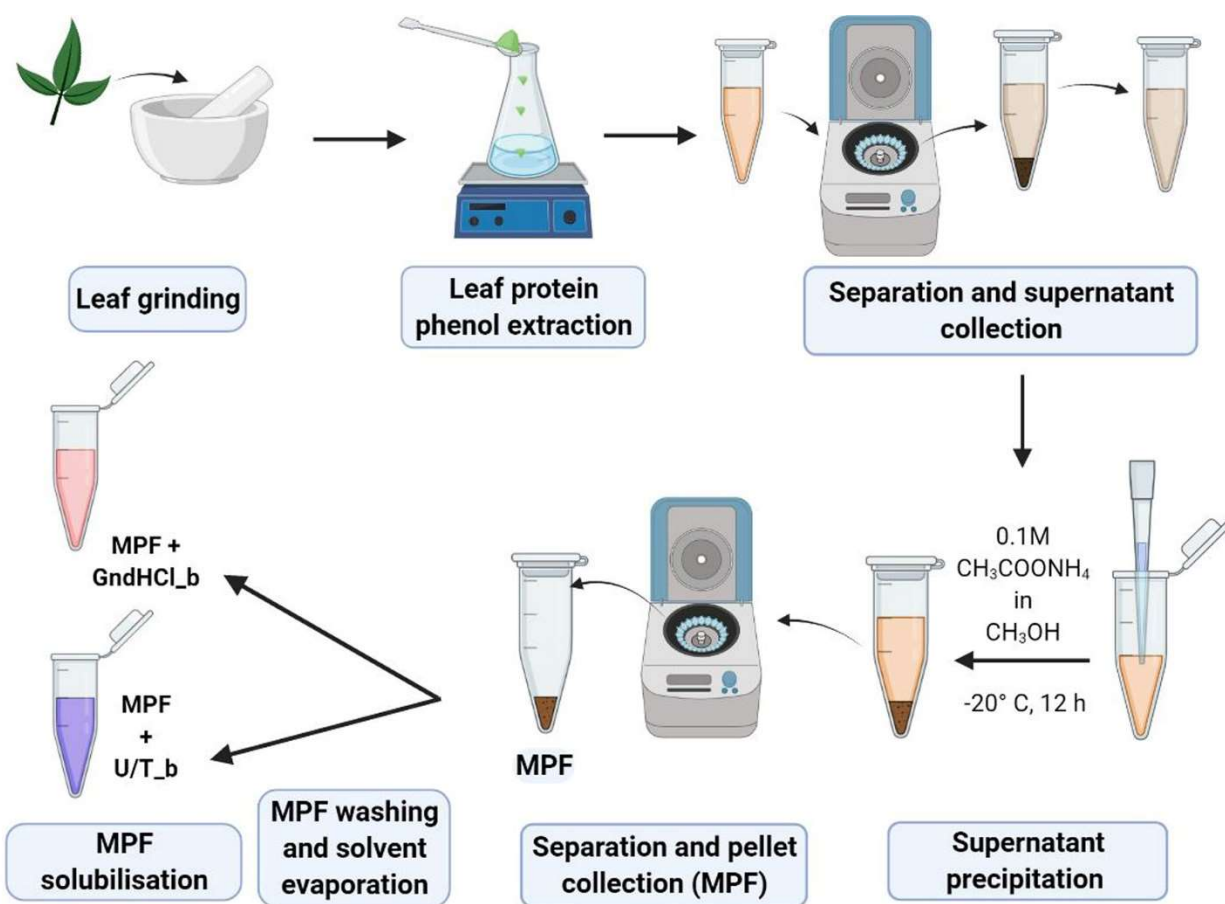 Leaf grinding
Leaf protein
phenol extraction
Separation and supernatant
collection
0.1M
CH₃COONH₄
in
CH₃OH
-20° C, 12 h
Supernatant
precipitation
MPF
Separation and pellet
collection (MPF)
MPF washing
and solvent
evaporation
MPF +
GndHCl_b
MPF
+
U/T_b
MPF
solubilisation